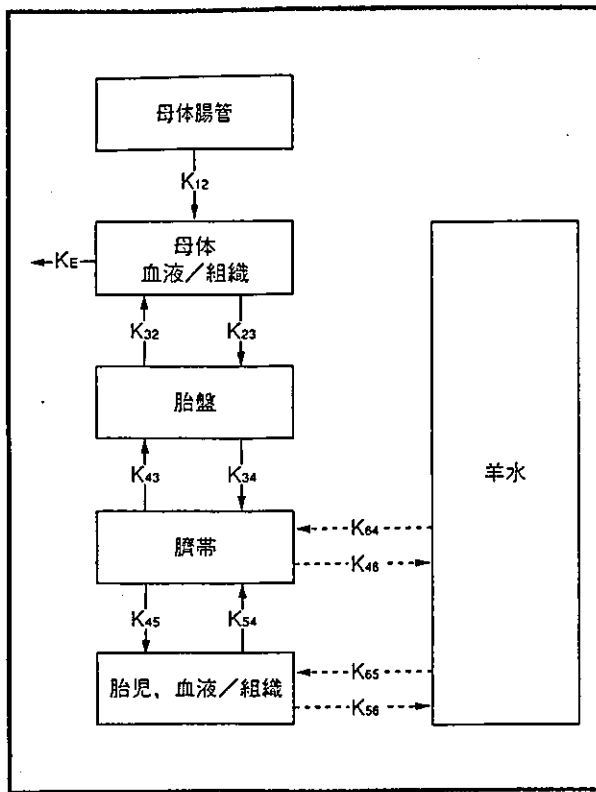 母体腸管
K12
母体
血液／組織
KE
K32
K23
胎盤
K43
K34
臍帯
K64
K46
K45
K54
胎児、血液／組織
K65
K56
羊水